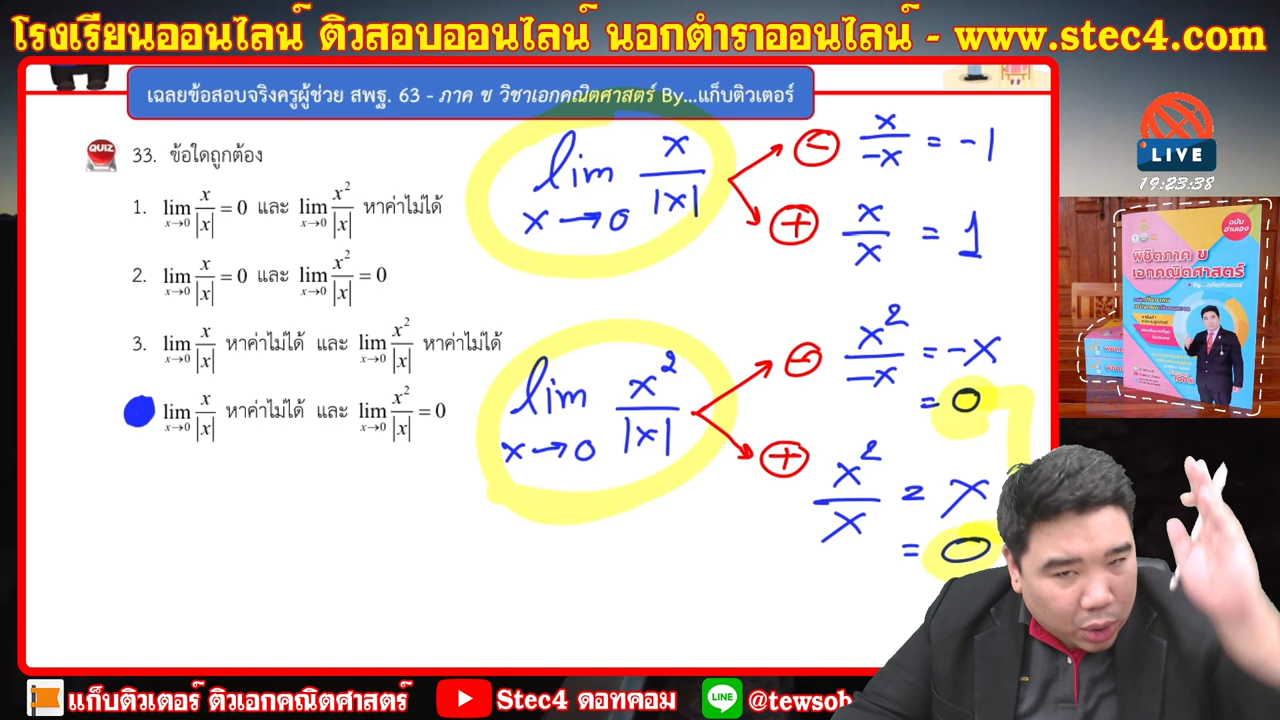 โรงเรียนออนไลน์ ติวสอบออนไลน์ นอกตำราออนไลน์ - www.stec4.com
เฉลยข้อสอบจริงครูผู้ช่วย สพฐ. 63 - ภาค ข วิชาเอกคณิตศาสตร์ By...แก็บติวเตอร์
QUIZ
33. ข้อใดถูกต้อง
1. lim x→0 x/|x| = 0 และ lim x→0 x²/|x| หาค่าไม่ได้
2. lim x→0 x/|x| = 0 และ lim x→0 x²/|x| = 0
3. lim x→0 x/|x| หาค่าไม่ได้ และ lim x→0 x²/|x| หาค่าไม่ได้
lim x→0 x/|x| หาค่าไม่ได้ และ lim x→0 x²/|x| = 0
lim x→0 x/|x|
- x/-x = -1
+ x/x = 1
lim x→0 x²/|x|
- x²/-x = -x
= 0
+ x²/x = x
= 0
LIVE
19:23:38
ฉบับ
อ่านเอง
พิชิตภาค ข
เอกคณิตศาสตร์
By...แก็บติวเตอร์
แก็บติวเตอร์ ติวเอกคณิตศาสตร์
Stec4 ดอทคอม
LINE
@tewsob